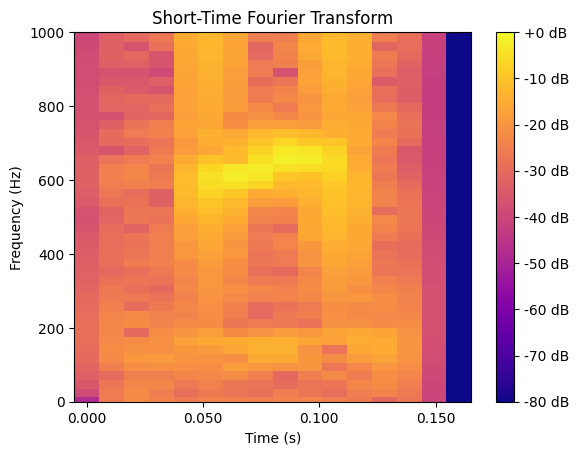 Short-Time Fourier Transform
1000
800
600
400
200
0
Frequency (Hz)
0.000
0.050
0.100
0.150
Time (s)
+0 dB
-10 dB
-20 dB
-30 dB
-40 dB
-50 dB
-60 dB
-70 dB
-80 dB